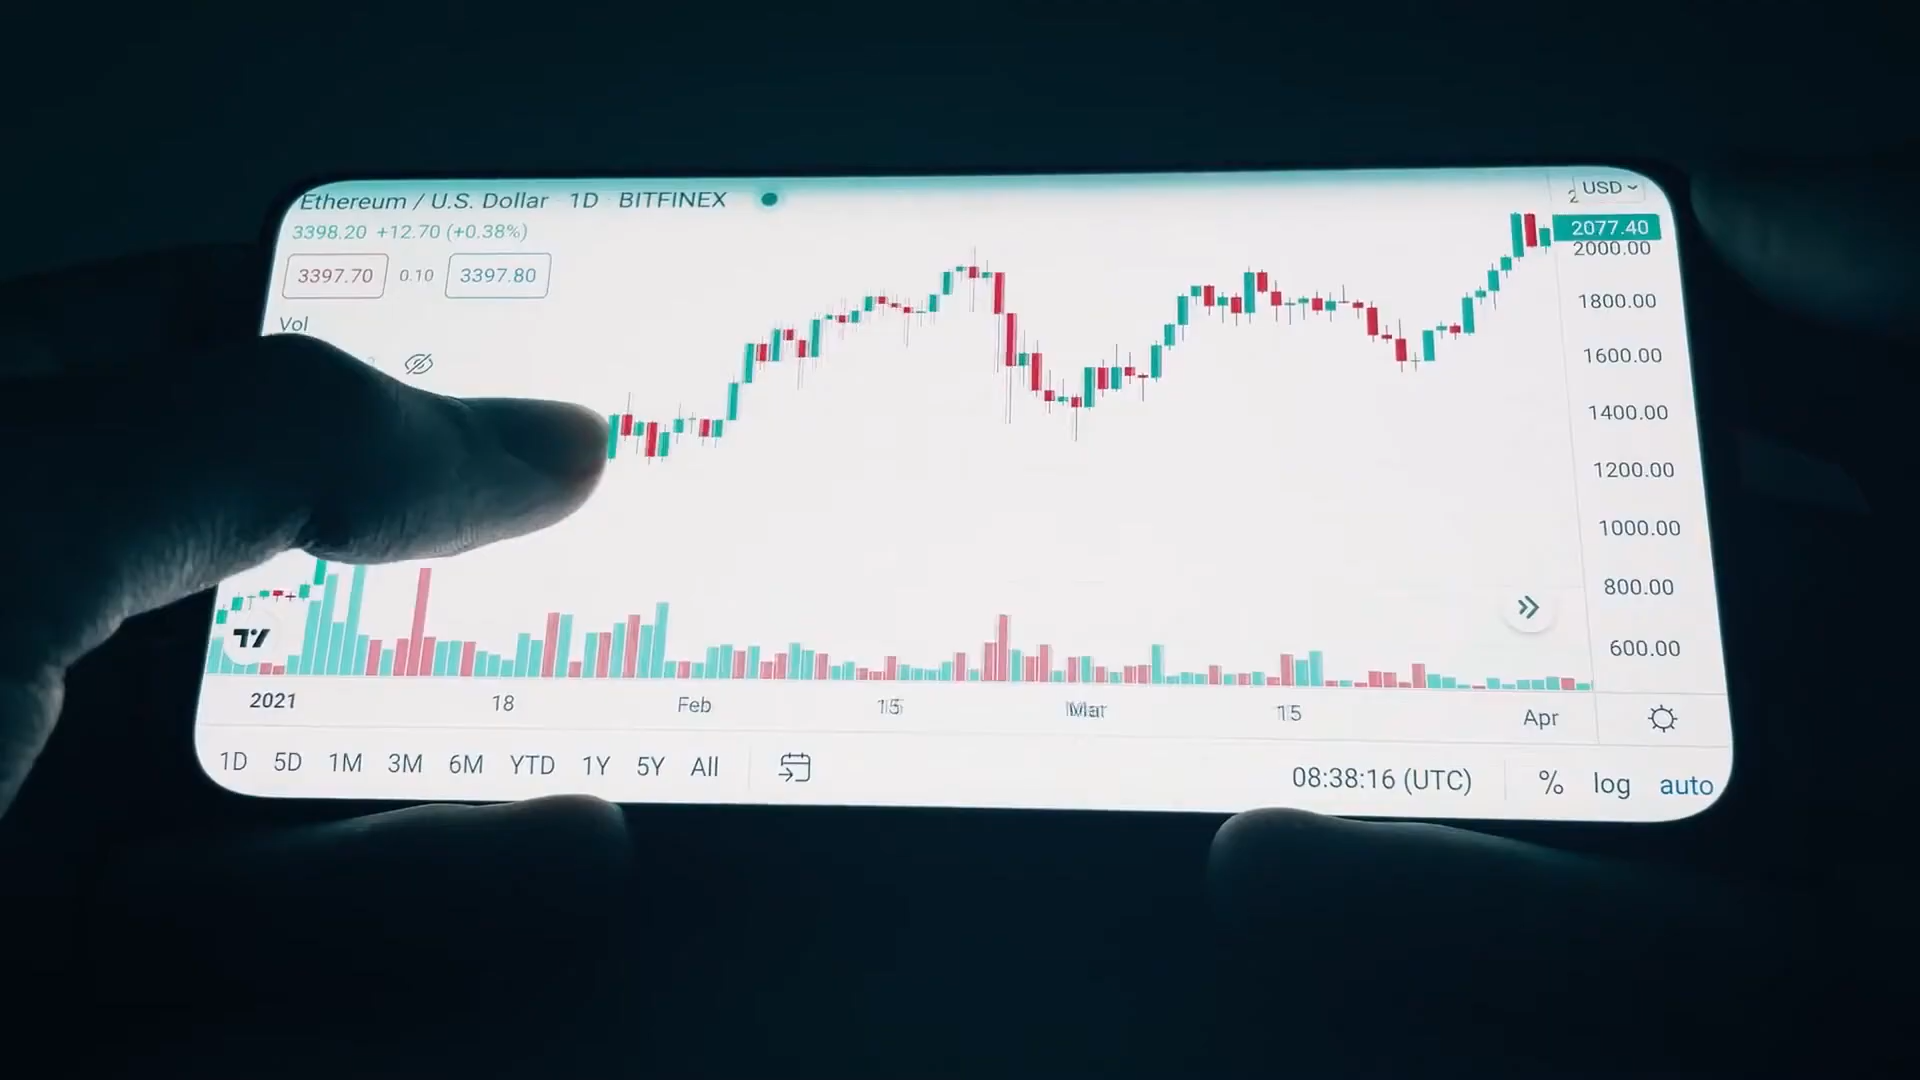 Ethereum / U.S. Dollar · 1D · BITFINEX
USD
3398.20 +12.70 (+0.38%)
2077.40
2000.00
3397.70 0.10 3397.80
1800.00
Vol
1600.00
1400.00
1200.00
1000.00
800.00
600.00
2021 18 Feb 15 Mar 15 Apr
1D 5D 1M 3M 6M YTD 1Y 5Y All 08:38:16 (UTC) % log auto